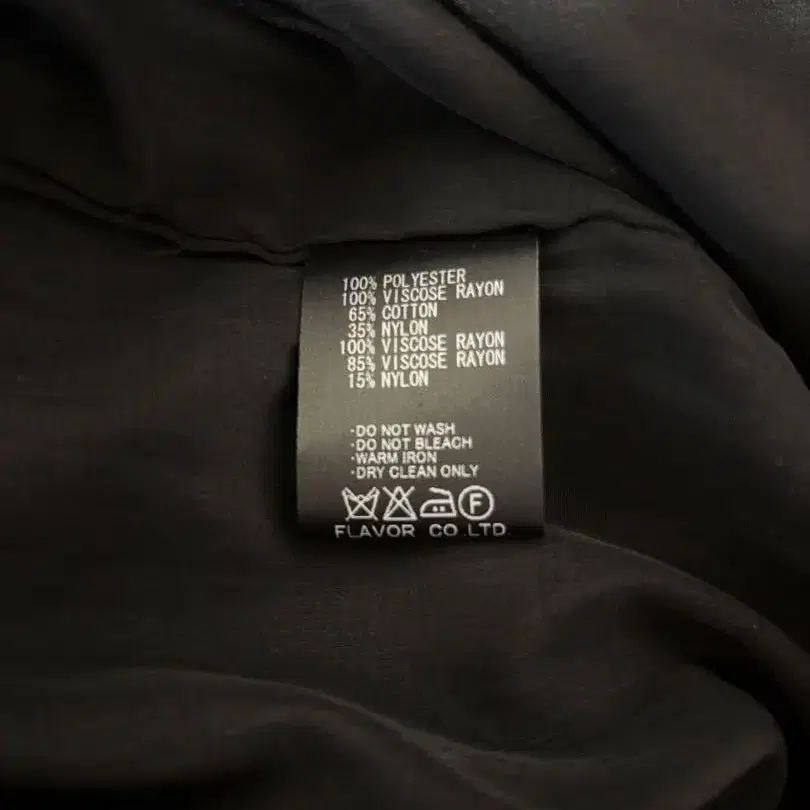 100% POLYESTER
100% VISCOSE RAYON
65% COTTON
35% NYLON
100% VISCOSE RAYON
85% VISCOSE RAYON
15% NYLON
·DO NOT WASH
·DO NOT BLEACH
·WARM IRON
·DRY CLEAN ONLY
F
FLAVOR CO.LTD.